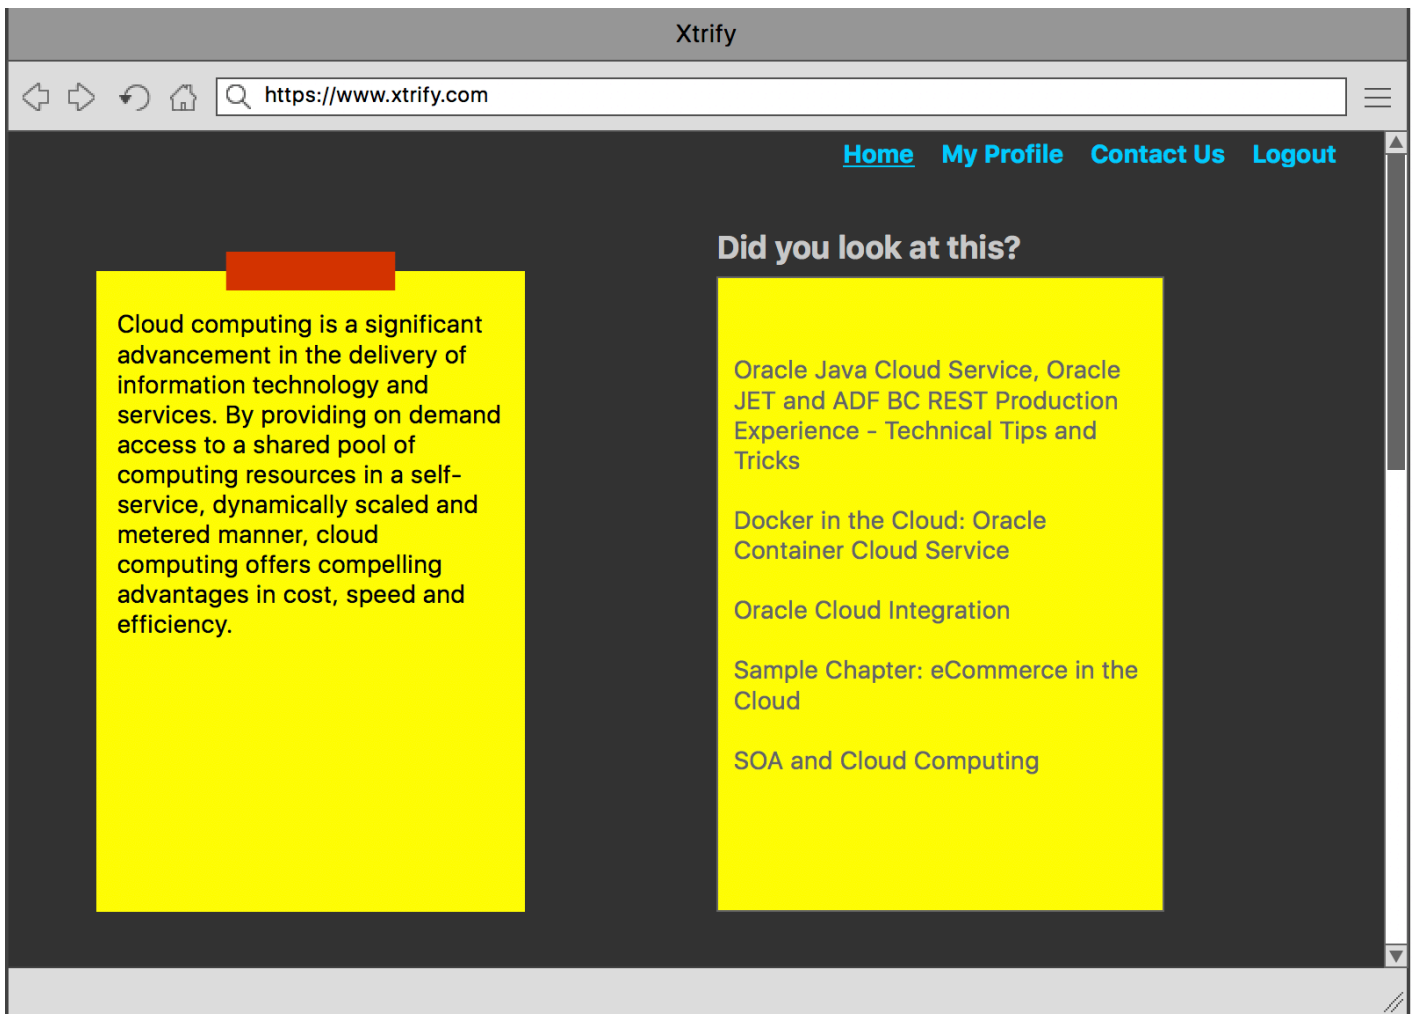 Xtrify
https://www.xtrify.com
Home My Profile Contact Us Logout
Cloud computing is a significant
advancement in the delivery of
information technology and
services. By providing on demand
access to a shared pool of
computing resources in a self-
service, dynamically scaled and
metered manner, cloud
computing offers compelling
advantages in cost, speed and
efficiency.
Did you look at this?
Oracle Java Cloud Service, Oracle
JET and ADF BC REST Production
Experience - Technical Tips and
Tricks
Docker in the Cloud: Oracle
Container Cloud Service
Oracle Cloud Integration
Sample Chapter: eCommerce in the
Cloud
SOA and Cloud Computing